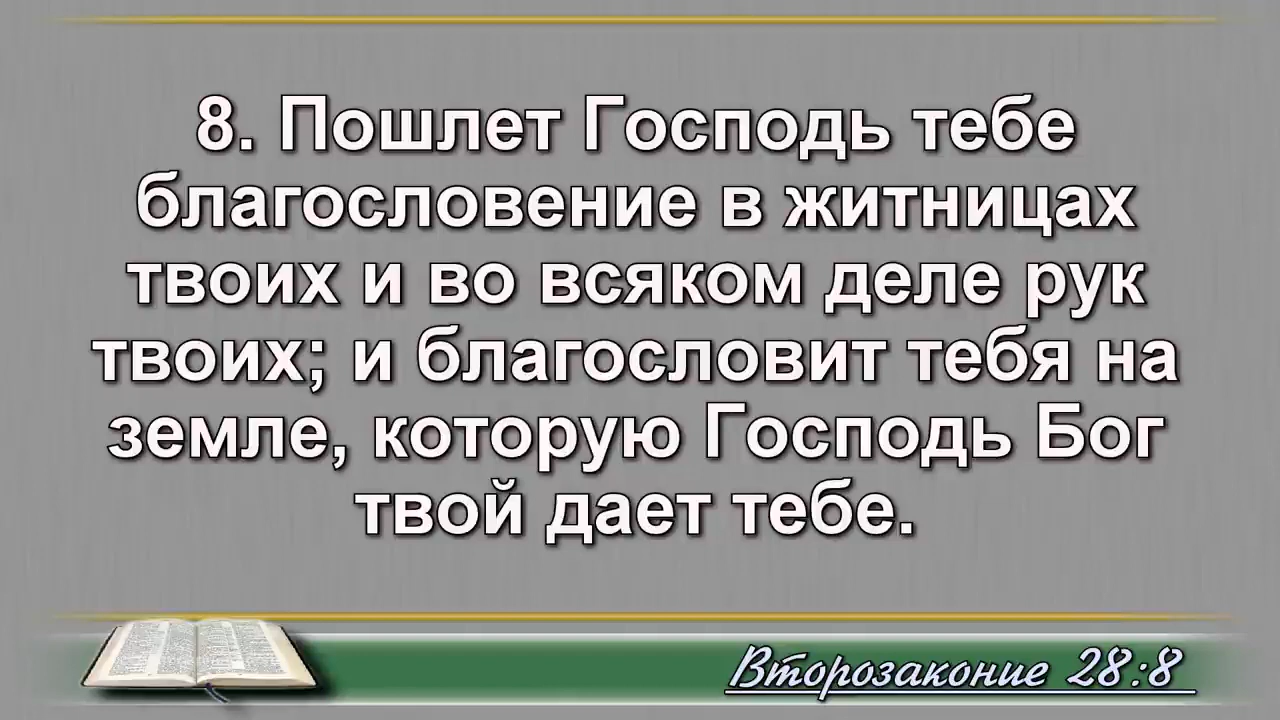 8. Пошлет Господь тебе
благословение в житницах
твоих и во всяком деле рук
твоих; и благословит тебя на
земле, которую Господь Бог
твой дает тебе.
Второзаконие 28:8